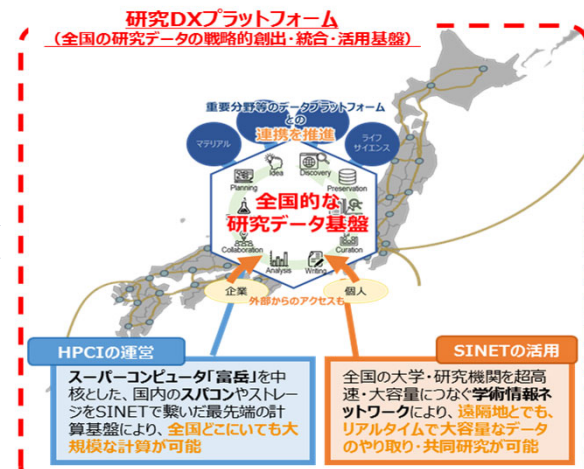 研究DXプラットフォーム
（全国の研究データの戦略的創出・統合・活用基盤）
重要分野等のデータプラットフォーム
との
連携を推進
マテリアル
ライフ
サイエンス
Idea
Discovery
Planning
Preservation
全国的な
研究データ基盤
Collaboration
Curation
Analysis
Writing
企業
個人
外部からのアクセスも
HPCIの運営
スーパーコンピュータ「富岳」を中
核とした、国内のスパコンやストレ
ージをSINETで繋いだ最先端の計
算基盤により、全国どこにいても大
規模な計算が可能
SINETの活用
全国の大学・研究機関を超高
速・大容量につなぐ学術情報ネ
ットワークにより、遠隔地とでも、
リアルタイムで大容量なデータ
のやり取り・共同研究が可能